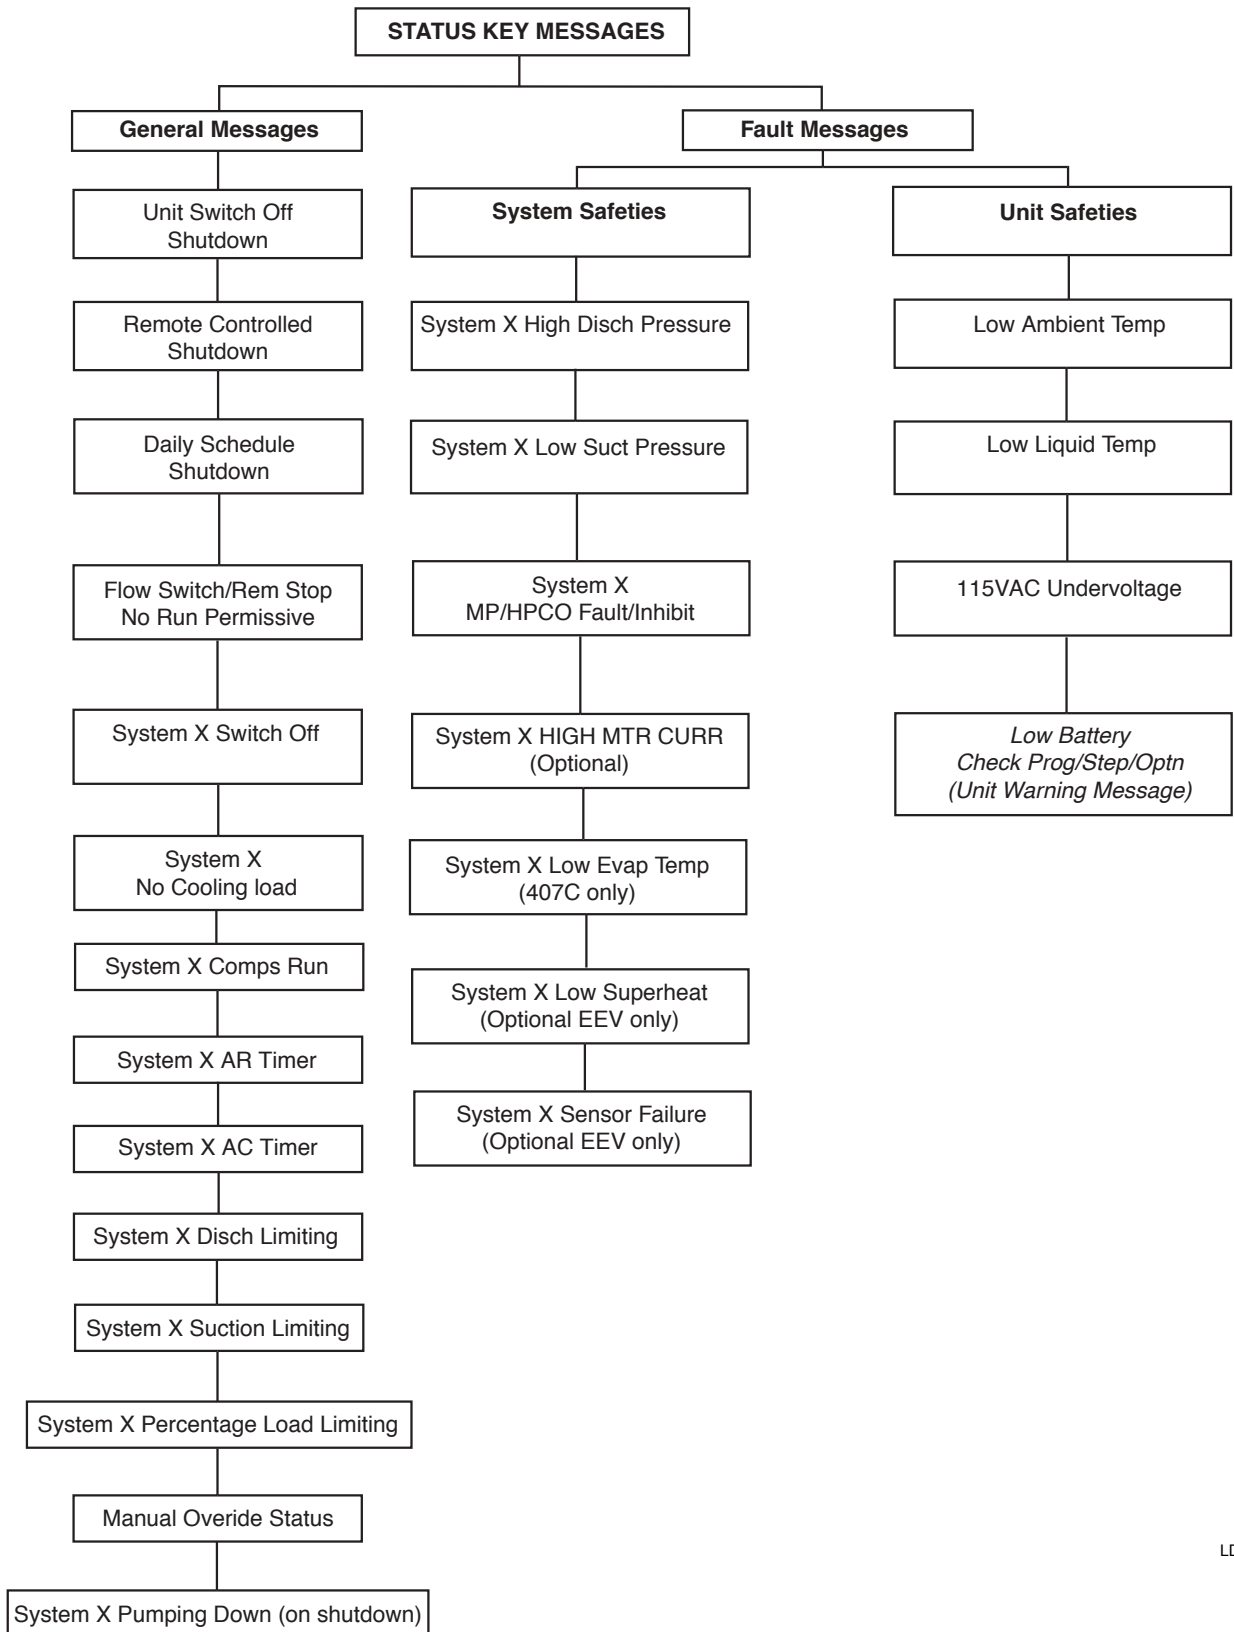 STATUS KEY MESSAGES
General Messages
Unit Switch Off
Shutdown
Remote Controlled
Shutdown
Daily Schedule
Shutdown
Flow Switch/Rem Stop
No Run Permissive
System X Switch Off
System X
No Cooling load
System X Comps Run
System X AR Timer
System X AC Timer
System X Disch Limiting
System X Suction Limiting
System X Percentage Load Limiting
Manual Overide Status
System X Pumping Down (on shutdown)
Fault Messages
System Safeties
System X High Disch Pressure
System X Low Suct Pressure
System X
MP/HPCO Fault/Inhibit
System X HIGH MTR CURR
(Optional)
System X Low Evap Temp
(407C only)
System X Low Superheat
(Optional EEV only)
System X Sensor Failure
(Optional EEV only)
Unit Safeties
Low Ambient Temp
Low Liquid Temp
115VAC Undervoltage
Low Battery
Check Prog/Step/Optn
(Unit Warning Message)